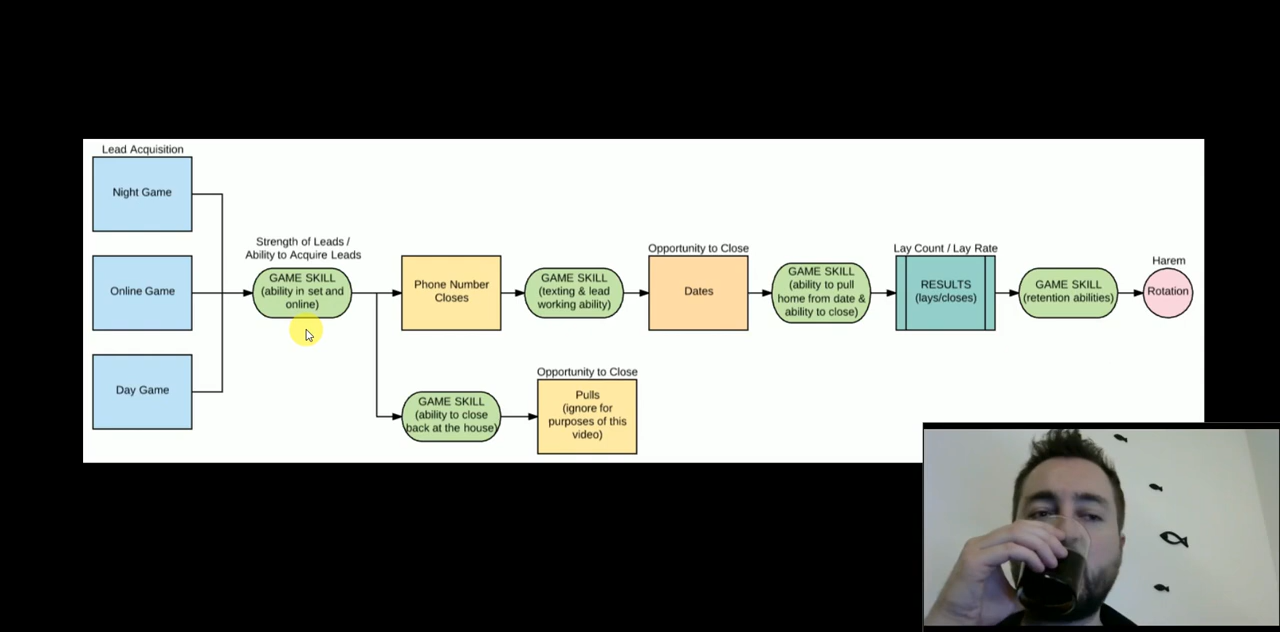 Lead Acquisition
Night Game
Online Game
Day Game
Strength of Leads /
Ability to Acquire Leads
GAME SKILL
(ability in set and
online)
Phone Number
Closes
GAME SKILL
(texting & lead
working ability)
Opportunity to Close
Dates
GAME SKILL
(ability to pull
home from date &
ability to close)
Lay Count / Lay Rate
RESULTS
(lays/closes)
GAME SKILL
(retention abilities)
Harem
Rotation
GAME SKILL
(ability to close
back at the house)
Opportunity to Close
Pulls
(ignore for
purposes of this
video)